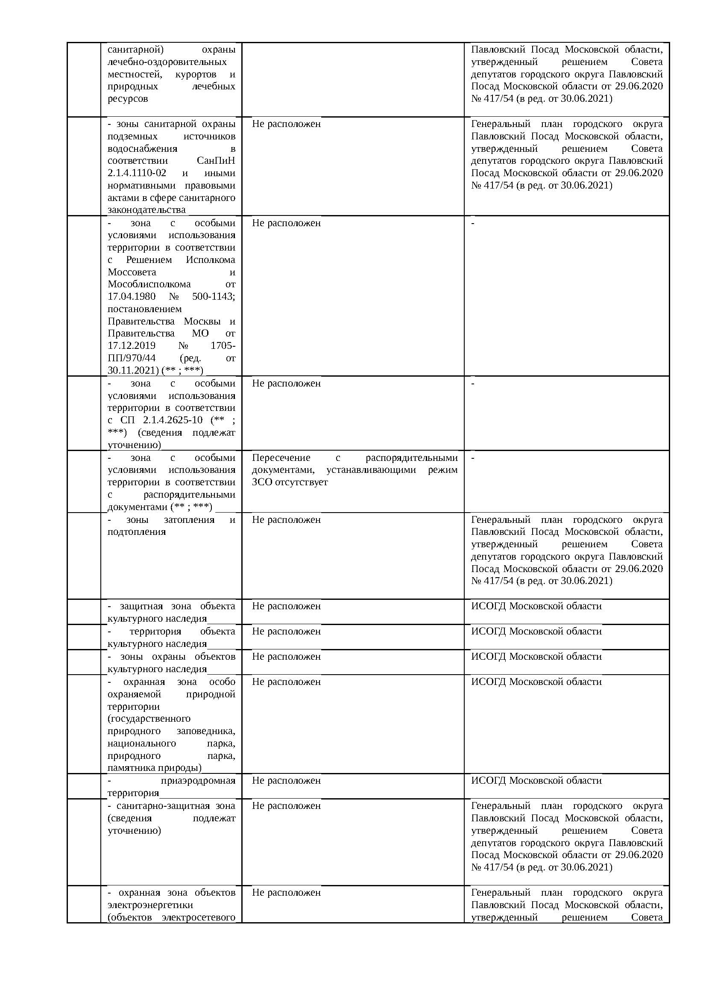 санитарной) охраны
лечебно-оздоровительных
местностей, курортов и
природных лечебных
ресурсов
Павловский Посад Московской области,
утвержденный решением Совета
депутатов городского округа Павловский
Посад Московской области от 29.06.2020
№ 417/54 (в ред. от 30.06.2021)
- зоны санитарной охраны
подземных источников
водоснабжения в
соответствии СанПиН
2.1.4.1110-02 и иными
нормативными правовыми
актами в сфере санитарного
законодательства
Не расположен
Генеральный план городского округа
Павловский Посад Московской области,
утвержденный решением Совета
депутатов городского округа Павловский
Посад Московской области от 29.06.2020
№ 417/54 (в ред. от 30.06.2021)
- зона с особыми
условиями использования
территории в соответствии
с Решением Исполкома
Моссовета и
Мособлисполкома от
17.04.1980 № 500-1143;
постановлением
Правительства Москвы и
Правительства МО от
17.12.2019 № 1705-
ПП/970/44 (ред. от
30.11.2021) (** ; ***)
Не расположен
-
- зона с особыми
условиями использования
территории в соответствии
с СП 2.1.4.2625-10 (** ;
***) (сведения подлежат
уточнению)
Не расположен
-
- зона с особыми
условиями использования
территории в соответствии
с распорядительными
документами (** ; ***)
Пересечение с распорядительными
документами, устанавливающими режим
ЗСО отсутствует
-
- зоны затопления и
подтопления
Не расположен
Генеральный план городского округа
Павловский Посад Московской области,
утвержденный решением Совета
депутатов городского округа Павловский
Посад Московской области от 29.06.2020
№ 417/54 (в ред. от 30.06.2021)
- защитная зона объекта
культурного наследия
Не расположен
ИСОГД Московской области
- территория объекта
культурного наследия
Не расположен
ИСОГД Московской области
- зоны охраны объектов
культурного наследия
Не расположен
ИСОГД Московской области
- охранная зона особо
охраняемой природной
территории
(государственного
природного заповедника,
национального парка,
природного парка,
памятника природы)
Не расположен
ИСОГД Московской области
- приаэродромная
территория
Не расположен
ИСОГД Московской области
- санитарно-защитная зона
(сведения подлежат
уточнению)
Не расположен
Генеральный план городского округа
Павловский Посад Московской области,
утвержденный решением Совета
депутатов городского округа Павловский
Посад Московской области от 29.06.2020
№ 417/54 (в ред. от 30.06.2021)
- охранная зона объектов
электроэнергетики
(объектов электросетевого
Не расположен
Генеральный план городского округа
Павловский Посад Московской области,
утвержденный решением Совета